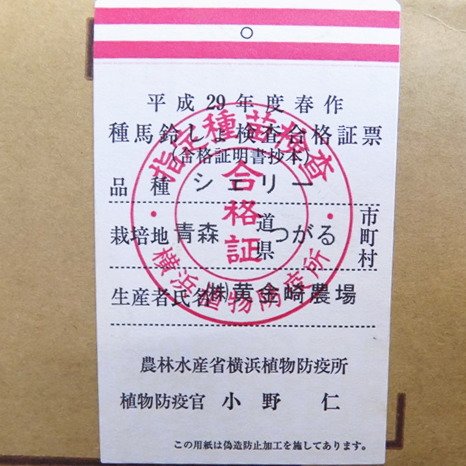 平成29年度春作
種馬鈴しょ検査合格証票
(合格証明書抄本)
品種 シェリー
栽培地 青森 道県 つがる 市町村
生産者氏名 ㈱黄金崎農場
指定種苗検査
合格証
横浜植物防疫所
農林水産省横浜植物防疫所
植物防疫官 小野 仁
この用紙は偽造防止加工を施してあります。